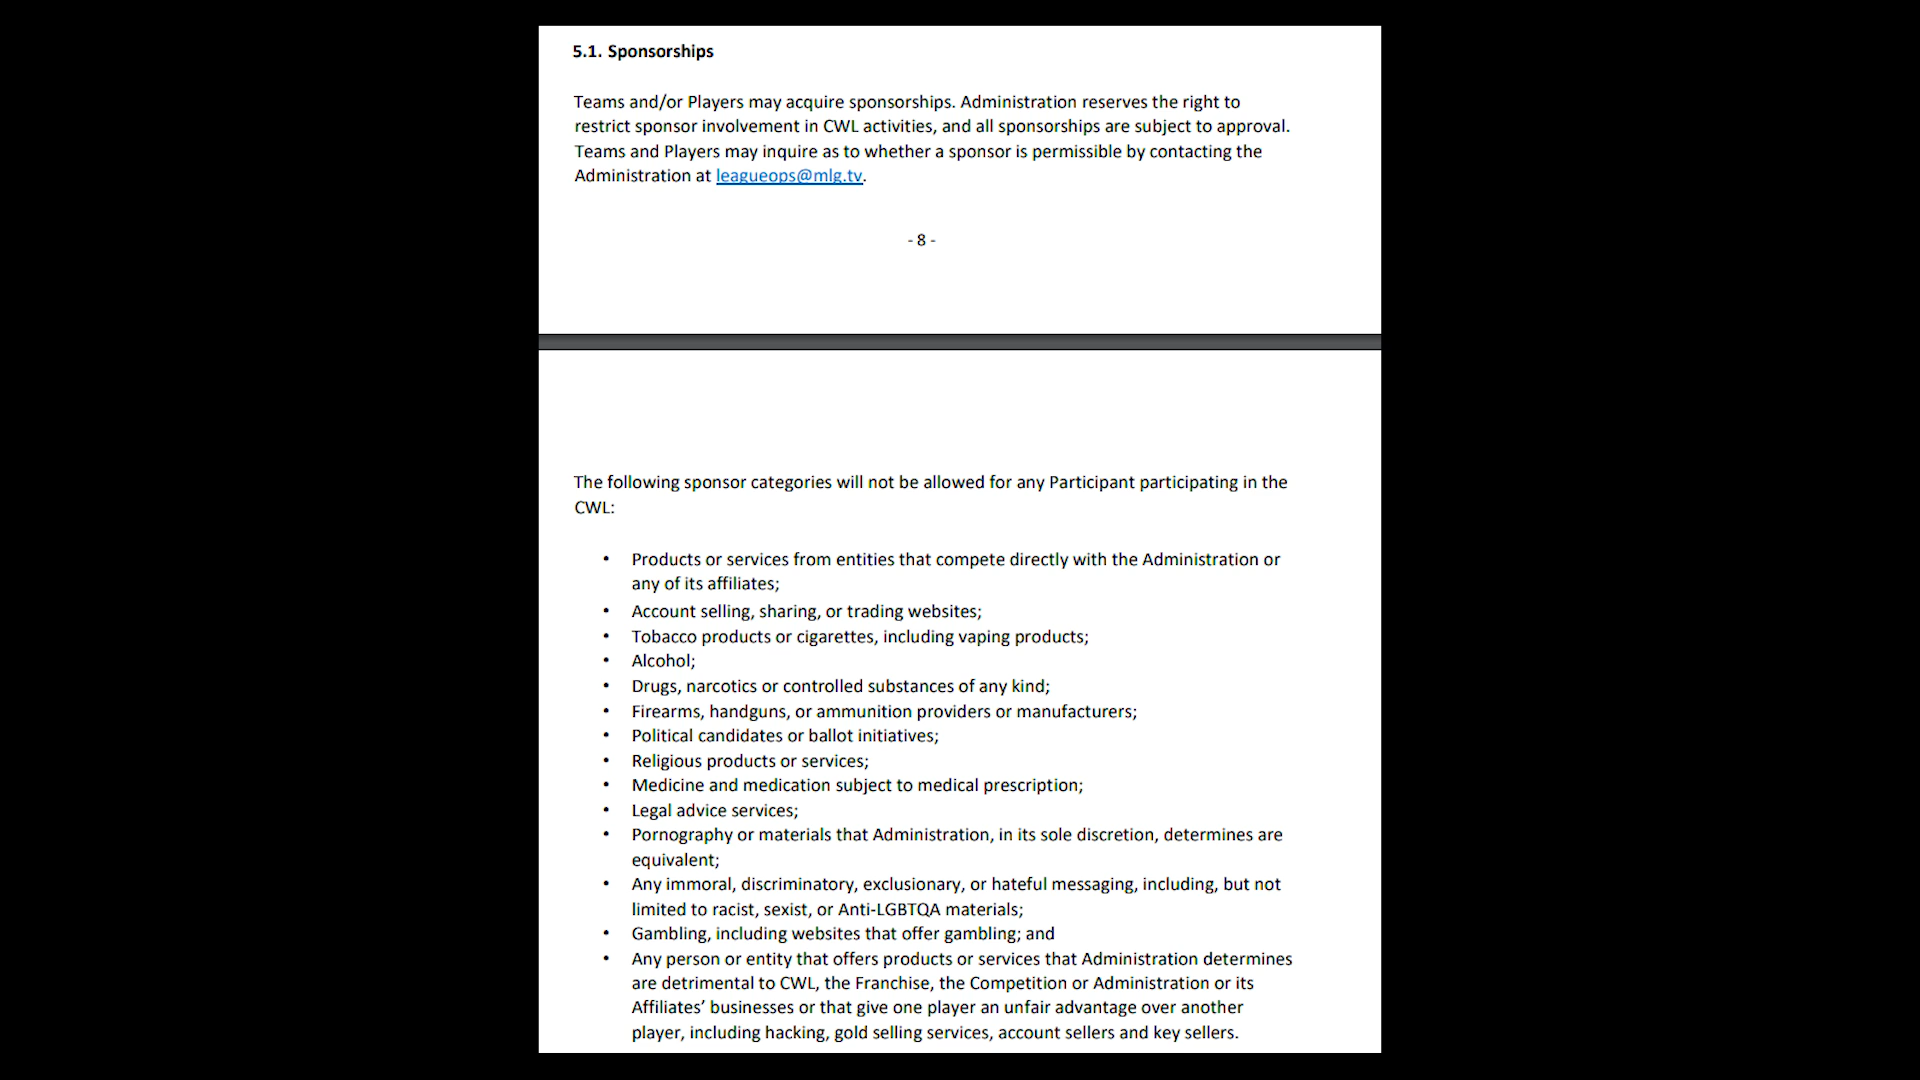 5.1. Sponsorships
Teams and/or Players may acquire sponsorships. Administration reserves the right to
restrict sponsor involvement in CWL activities, and all sponsorships are subject to approval.
Teams and Players may inquire as to whether a sponsor is permissible by contacting the
Administration at leagueops@mlg.tv.
- 8 -
The following sponsor categories will not be allowed for any Participant participating in the
CWL:
• Products or services from entities that compete directly with the Administration or
any of its affiliates;
• Account selling, sharing, or trading websites;
• Tobacco products or cigarettes, including vaping products;
• Alcohol;
• Drugs, narcotics or controlled substances of any kind;
• Firearms, handguns, or ammunition providers or manufacturers;
• Political candidates or ballot initiatives;
• Religious products or services;
• Medicine and medication subject to medical prescription;
• Legal advice services;
• Pornography or materials that Administration, in its sole discretion, determines are
equivalent;
• Any immoral, discriminatory, exclusionary, or hateful messaging, including, but not
limited to racist, sexist, or Anti-LGBTQA materials;
• Gambling, including websites that offer gambling; and
• Any person or entity that offers products or services that Administration determines
are detrimental to CWL, the Franchise, the Competition or Administration or its
Affiliates’ businesses or that give one player an unfair advantage over another
player, including hacking, gold selling services, account sellers and key sellers.